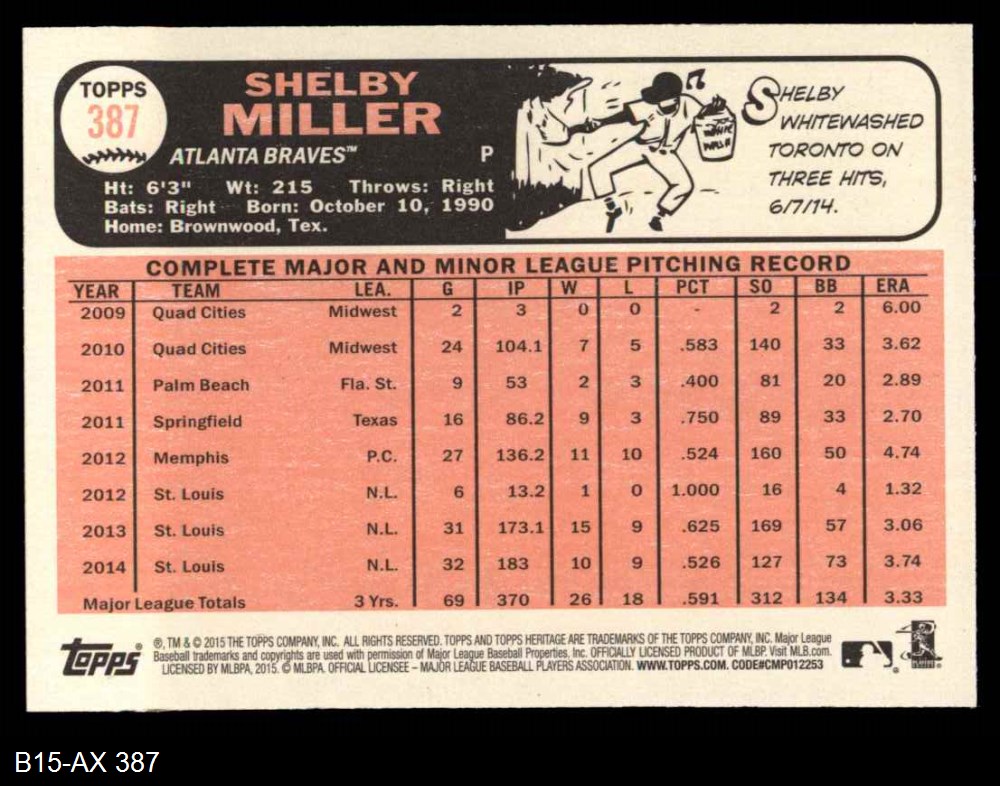 TOPPS
387
SHELBY
MILLER
ATLANTA BRAVES™ P
Ht: 6'3" Wt: 215 Throws: Right
Bats: Right Born: October 10, 1990
Home: Brownwood, Tex.
WHITE
WASH
SHELBY
WHITEWASHED
TORONTO ON
THREE HITS,
6/7/14.
COMPLETE MAJOR AND MINOR LEAGUE PITCHING RECORD
YEAR TEAM LEA. G IP W L PCT SO BB ERA
2009 Quad Cities Midwest 2 3 0 0 - 2 2 6.00
2010 Quad Cities Midwest 24 104.1 7 5 .583 140 33 3.62
2011 Palm Beach Fla. St. 9 53 2 3 .400 81 20 2.89
2011 Springfield Texas 16 86.2 9 3 .750 89 33 2.70
2012 Memphis P.C. 27 136.2 11 10 .524 160 50 4.74
2012 St. Louis N.L. 6 13.2 1 0 1.000 16 4 1.32
2013 St. Louis N.L. 31 173.1 15 9 .625 169 57 3.06
2014 St. Louis N.L. 32 183 10 9 .526 127 73 3.74
Major League Totals 3 Yrs. 69 370 26 18 .591 312 134 3.33
topps
®, TM & © 2015 THE TOPPS COMPANY, INC. ALL RIGHTS RESERVED. TOPPS AND TOPPS HERITAGE ARE TRADEMARKS OF THE TOPPS COMPANY, INC. Major League
Baseball trademarks and copyrights are used with permission of Major League Baseball Properties, Inc. OFFICIALLY LICENSED PRODUCT OF MLBP. Visit MLB.com.
LICENSED BY MLBPA, 2015. © MLBPA. OFFICIAL LICENSEE – MAJOR LEAGUE BASEBALL PLAYERS ASSOCIATION. WWW.TOPPS.COM. CODE#CMP012253
B15-AX 387